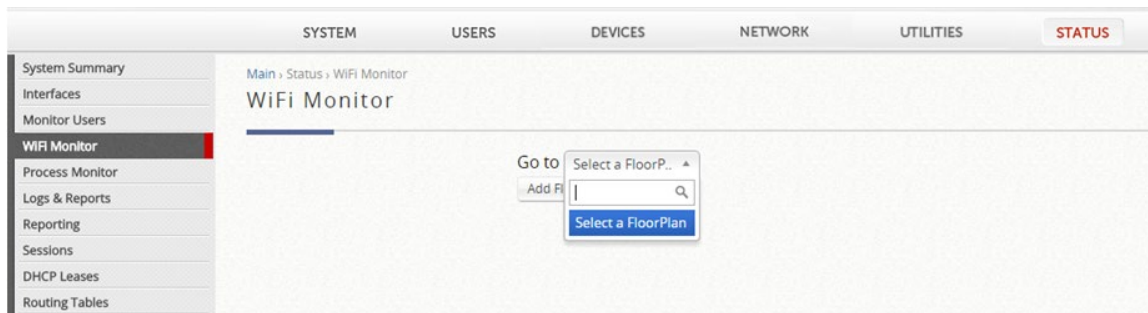 SYSTEM USERS DEVICES NETWORK UTILITIES STATUS
System Summary
Interfaces
Monitor Users
WiFi Monitor
Process Monitor
Logs & Reports
Reporting
Sessions
DHCP Leases
Routing Tables
Main › Status › WiFi Monitor
WiFi Monitor
Go to Select a FloorP..
Add Fl
Select a FloorPlan